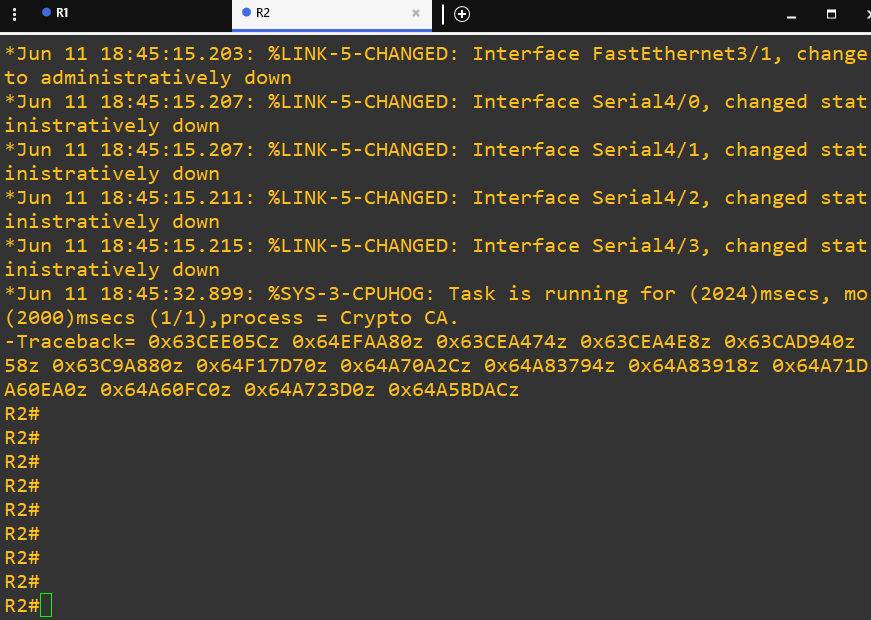 R1
R2
*Jun 11 18:45:15.203: %LINK-5-CHANGED: Interface FastEthernet3/1, change
to administratively down
*Jun 11 18:45:15.207: %LINK-5-CHANGED: Interface Serial4/0, changed stat
inistratively down
*Jun 11 18:45:15.207: %LINK-5-CHANGED: Interface Serial4/1, changed stat
inistratively down
*Jun 11 18:45:15.211: %LINK-5-CHANGED: Interface Serial4/2, changed stat
inistratively down
*Jun 11 18:45:15.215: %LINK-5-CHANGED: Interface Serial4/3, changed stat
inistratively down
*Jun 11 18:45:32.899: %SYS-3-CPUHOG: Task is running for (2024)msecs, mo
(2000)msecs (1/1),process = Crypto CA.
-Traceback= 0x63CEE05Cz 0x64EFAA80z 0x63CEA474z 0x63CEA4E8z 0x63CAD940z
58z 0x63C9A880z 0x64F17D70z 0x64A70A2Cz 0x64A83794z 0x64A83918z 0x64A71D
A60EA0z 0x64A60FC0z 0x64A723D0z 0x64A5BDACz
R2#
R2#
R2#
R2#
R2#
R2#
R2#
R2#
R2#